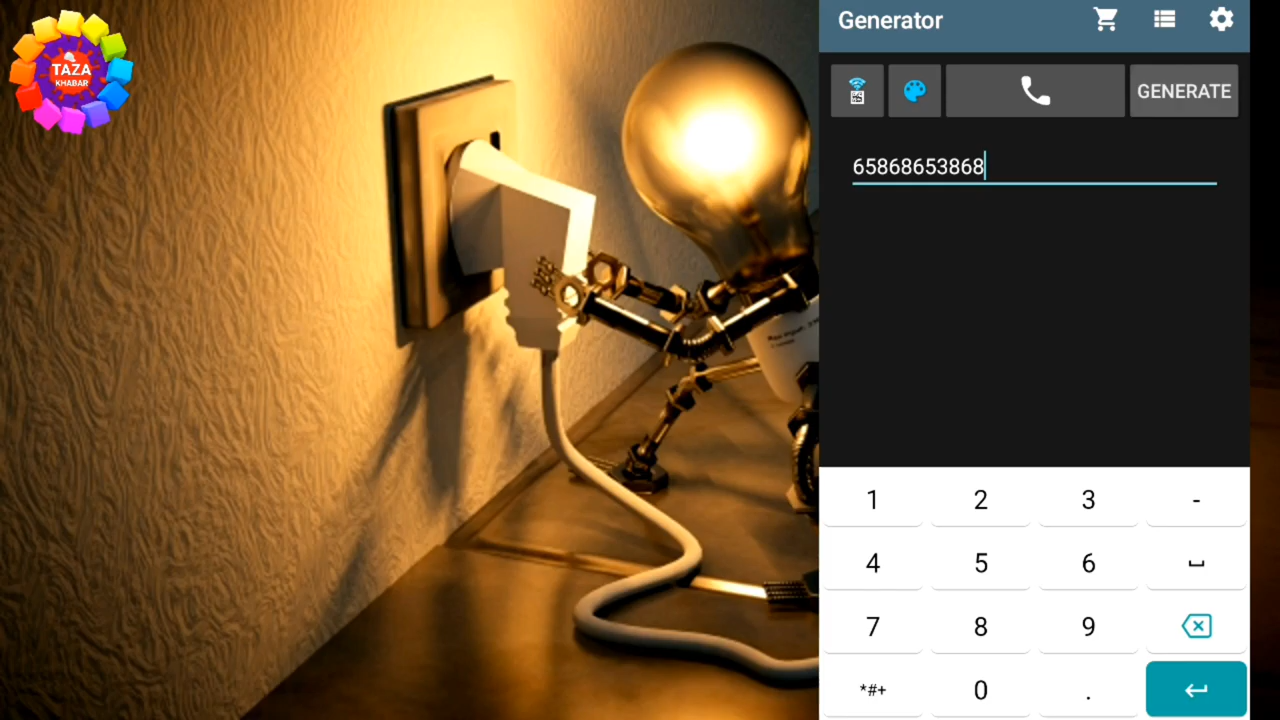 TAZA
KHABAR
Generator
GENERATE
65868653868
1 2 3 -
4 5 6
7 8 9
*#+ 0 .